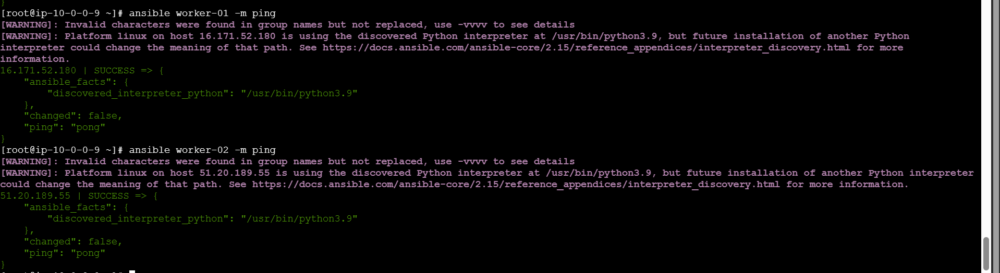 }
[root@ip-10-0-0-9 ~]# ansible worker-01 -m ping
[WARNING]: Invalid characters were found in group names but not replaced, use -vvvv to see details
[WARNING]: Platform linux on host 16.171.52.180 is using the discovered Python interpreter at /usr/bin/python3.9, but future installation of another Python
interpreter could change the meaning of that path. See https://docs.ansible.com/ansible-core/2.15/reference_appendices/interpreter_discovery.html for more
information.
16.171.52.180 | SUCCESS => {
    "ansible_facts": {
        "discovered_interpreter_python": "/usr/bin/python3.9"
    },
    "changed": false,
    "ping": "pong"
}
[root@ip-10-0-0-9 ~]# ansible worker-02 -m ping
[WARNING]: Invalid characters were found in group names but not replaced, use -vvvv to see details
[WARNING]: Platform linux on host 51.20.189.55 is using the discovered Python interpreter at /usr/bin/python3.9, but future installation of another Python interpreter
could change the meaning of that path. See https://docs.ansible.com/ansible-core/2.15/reference_appendices/interpreter_discovery.html for more information.
51.20.189.55 | SUCCESS => {
    "ansible_facts": {
        "discovered_interpreter_python": "/usr/bin/python3.9"
    },
    "changed": false,
    "ping": "pong"
}